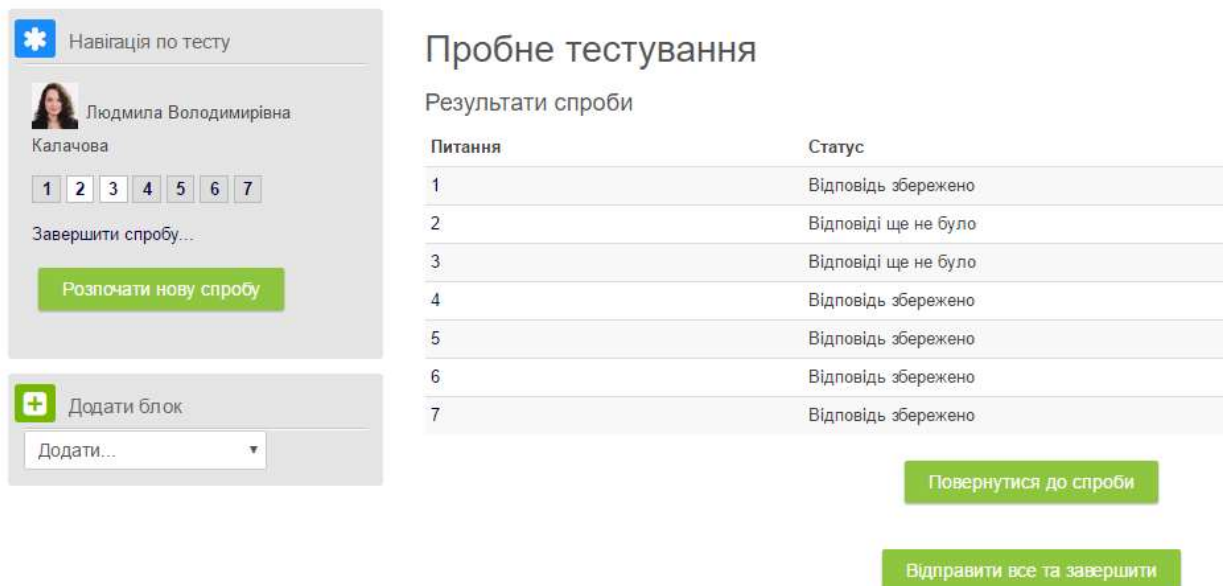 Навігація по тесту
Людмила Володимирівна
Калачова
1 2 3 4 5 6 7
Завершити спробу...
Розпочати нову спробу
Додати блок
Додати...
Пробне тестування
Результати спроби
Питання Статус
1 Відповідь збережено
2 Відповіді ще не було
3 Відповіді ще не було
4 Відповідь збережено
5 Відповідь збережено
6 Відповідь збережено
7 Відповідь збережено
Повернутися до спроби
Відправити все та завершити